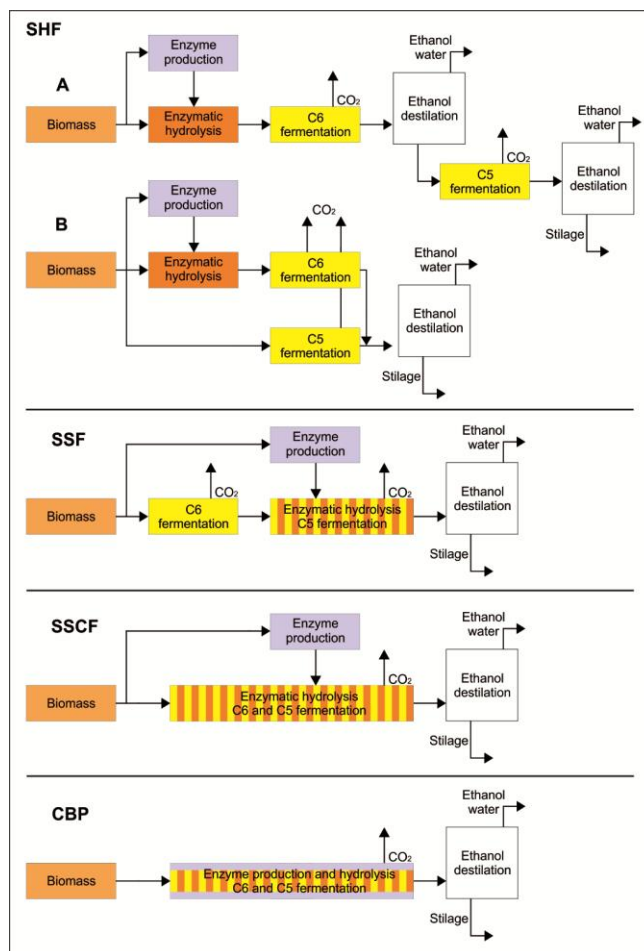 SHF
A
Enzyme
production
Biomass
Enzymatic
hydrolysis
C6
fermentation
CO₂
Ethanol
water
Ethanol
destilation
C5
fermentation
CO₂
Ethanol
water
Ethanol
destilation
Stilage
B
Enzyme
production
Biomass
Enzymatic
hydrolysis
CO₂
C6
fermentation
C5
fermentation
Ethanol
water
Ethanol
destilation
Stilage
SSF
Enzyme
production
Biomass
C6
fermentation
CO₂
Enzymatic hydrolysis
C5 fermentation
CO₂
Ethanol
water
Ethanol
destilation
Stilage
SSCF
Enzyme
production
Biomass
Enzymatic hydrolysis
C6 and C5 fermentation
CO₂
Ethanol
water
Ethanol
destilation
Stilage
CBP
Biomass
Enzyme production and hydrolysis
C6 and C5 fermentation
CO₂
Ethanol
water
Ethanol
destilation
Stilage